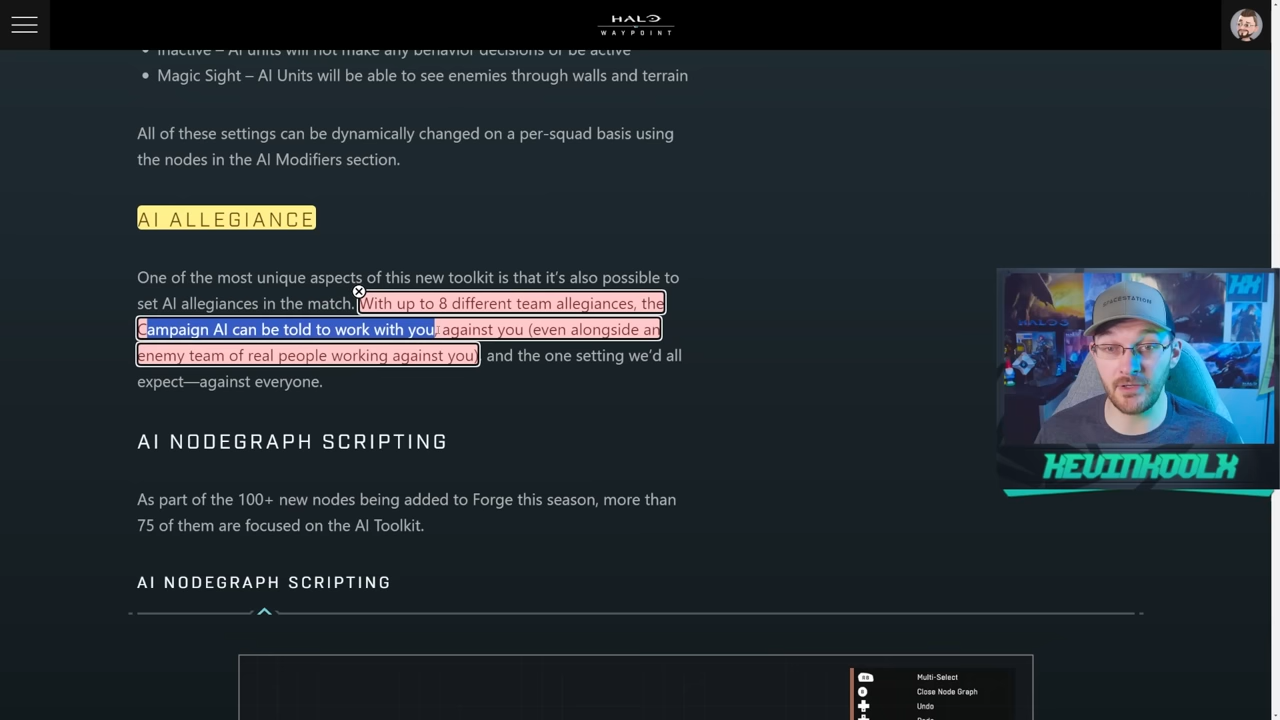 HALO
WAYPOINT
• Inactive – AI units will not make any behavior decisions or be active
• Magic Sight – AI Units will be able to see enemies through walls and terrain
All of these settings can be dynamically changed on a per-squad basis using
the nodes in the AI Modifiers section.
AI ALLEGIANCE
One of the most unique aspects of this new toolkit is that it's also possible to
set AI allegiances in the match. With up to 8 different team allegiances, the
Campaign AI can be told to work with you, against you (even alongside an
enemy team of real people working against you) and the one setting we'd all
expect—against everyone.
AI NODEGRAPH SCRIPTING
As part of the 100+ new nodes being added to Forge this season, more than
75 of them are focused on the AI Toolkit.
AI NODEGRAPH SCRIPTING
RB Multi-Select
B Close Node Graph
Undo
Redo
SPACESTATION
KEVINKOOLX